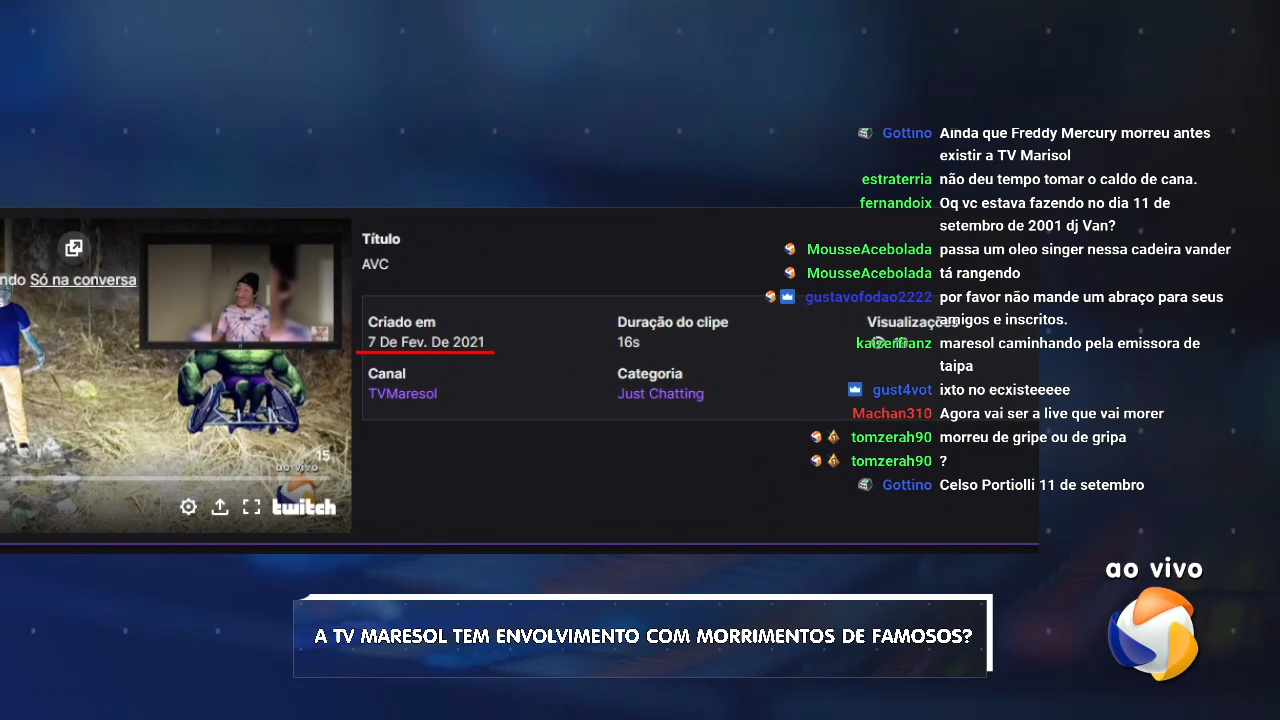 ndo Só na conversa
15
ao vivo
twitch
Título
AVC
Criado em
7 De Fev. De 2021
Duração do clipe
16s
Visualizações
Canal
TVMaresol
Categoria
Just Chatting
Gottino Ainda que Freddy Mercury morreu antes
existir a TV Marisol
estraterria não deu tempo tomar o caldo de cana.
fernandoix Oq vc estava fazendo no dia 11 de
setembro de 2001 dj Van?
MousseAcebolada passa um oleo singer nessa cadeira vander
MousseAcebolada tá rangendo
gustavofodao2222 por favor não mande um abraço para seus
amigos e inscritos.
maresol caminhando pela emissora de
taipa
gust4vot ixto no ecxisteeeee
Machan310 Agora vai ser a live que vai morer
tomzerah90 morreu de gripe ou de gripa
tomzerah90 ?
Gottino Celso Portiolli 11 de setembro
ao vivo
A TV MARESOL TEM ENVOLVIMENTO COM MORRIMENTOS DE FAMOSOS?